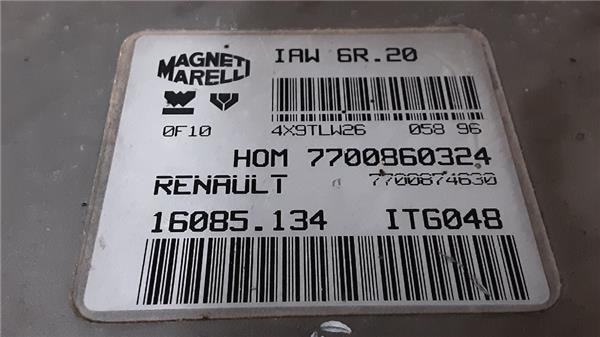 MAGNETI
MARELLI
IAW 6R.20
0F10
4X9TLW26 058 96
HOM 7700860324
RENAULT 7700874630
16085.134 ITG048